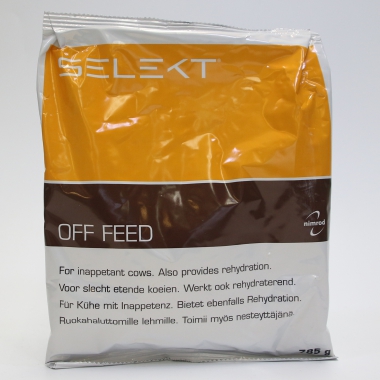 SELEKT
OFF FEED
nimrod
For inappetant cows. Also provides rehydration.
Voor slecht etende koeien. Werkt ook rehydraterend.
Für Kühe mit Inappetenz. Bietet ebenfalls Rehydration.
Ruokahaluttomille lehmille. Toimii myös nesteyttäjänä.
785 g